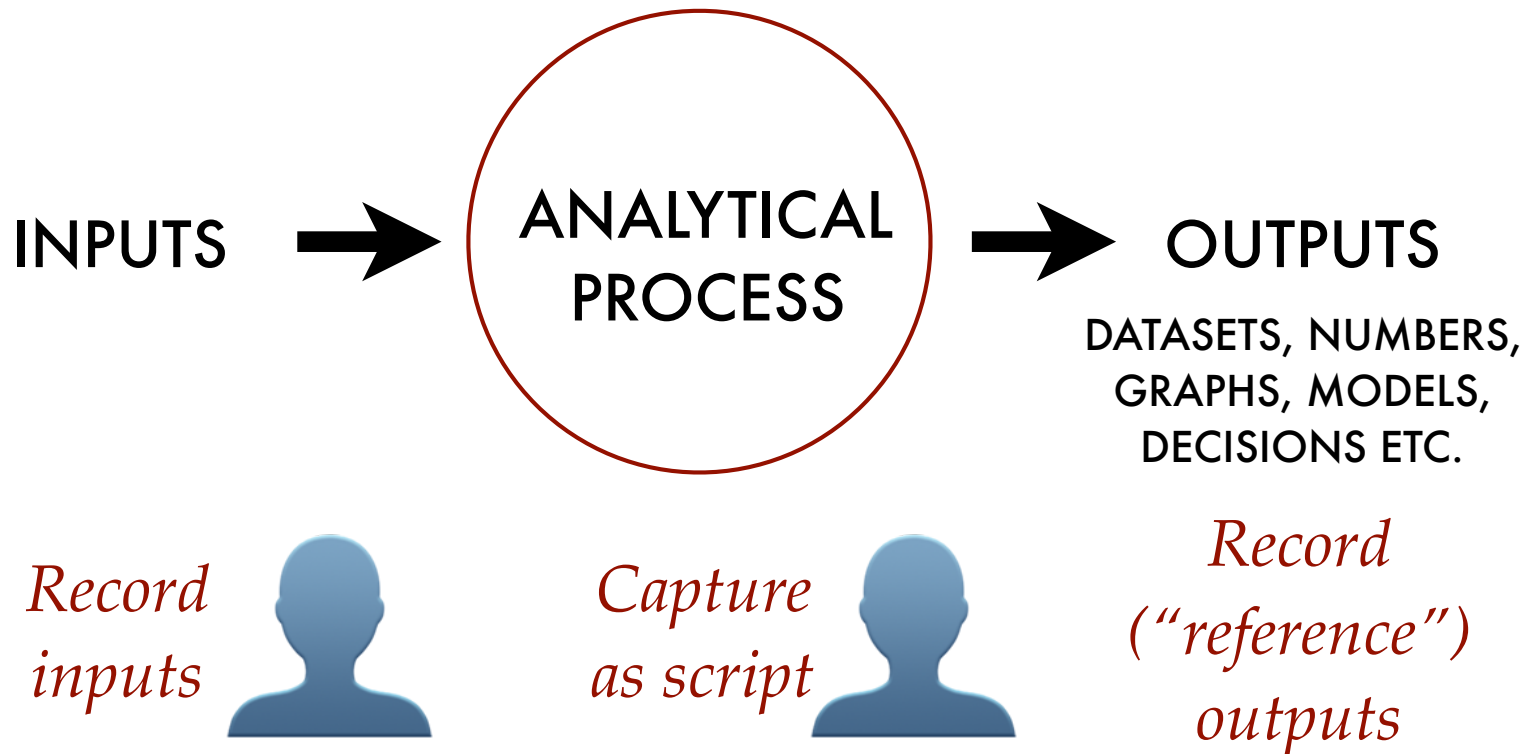 INPUTS
ANALYTICAL
PROCESS
OUTPUTS
DATASETS, NUMBERS,
GRAPHS, MODELS,
DECISIONS ETC.
Record
inputs
Capture
as script
Record
(“reference”)
outputs